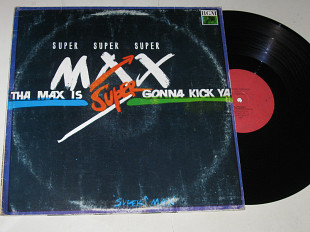 SUPER SUPER SUPER
MAX
THA MAX IS Super GONNA KICK YA
SUPER MAX